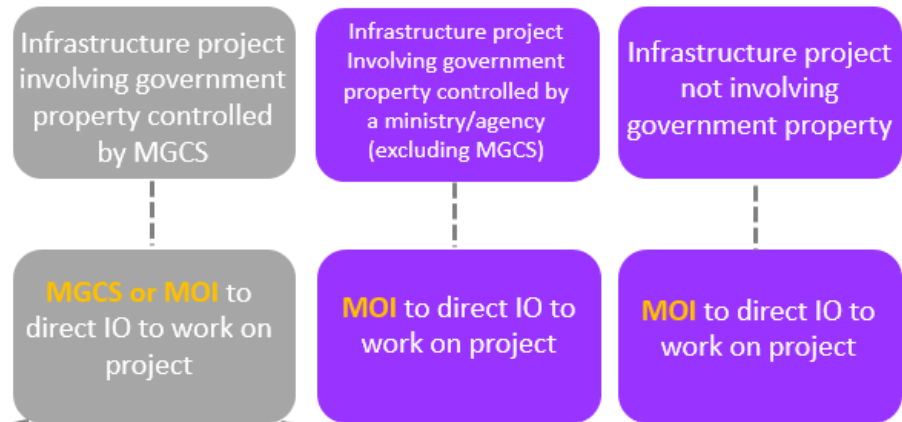 Infrastructure project
involving government
property controlled
by MGCS
Infrastructure project
Involving government
property controlled by
a ministry/agency
(excluding MGCS)
Infrastructure project
not involving
government property
MGCS or MOI to
direct IO to work on
project
MOI to direct IO to
work on project
MOI to direct IO to
work on project